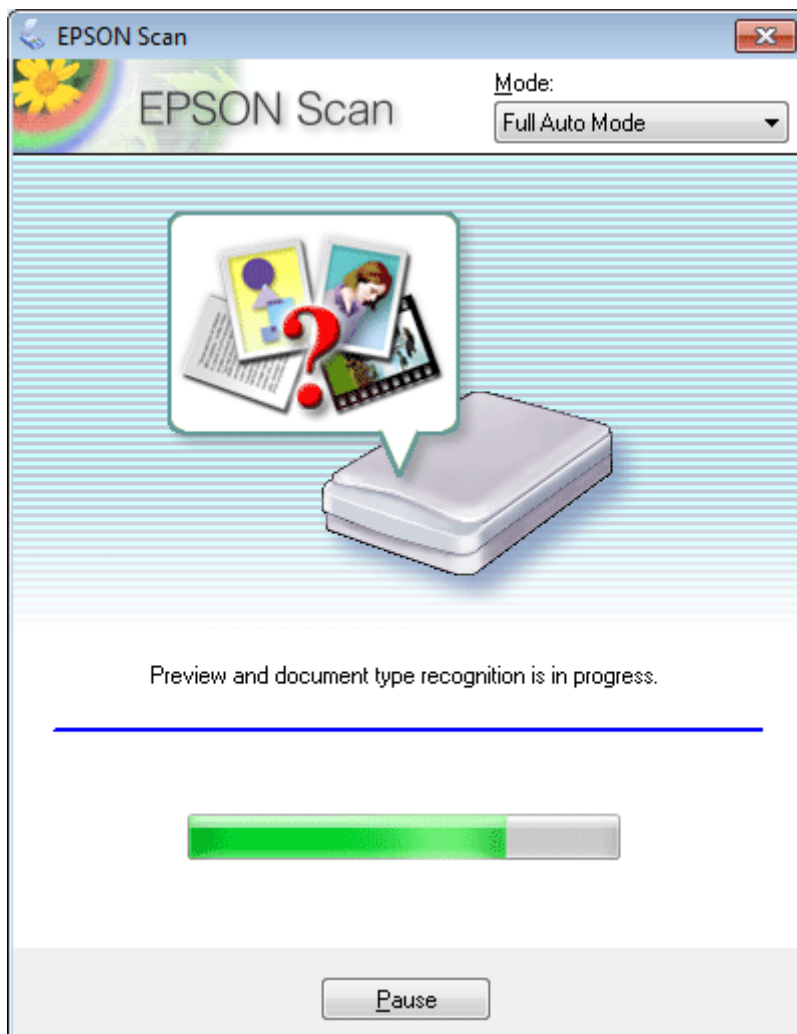 EPSON Scan
EPSON Scan
Mode:
Full Auto Mode
Preview and document type recognition is in progress.
Pause